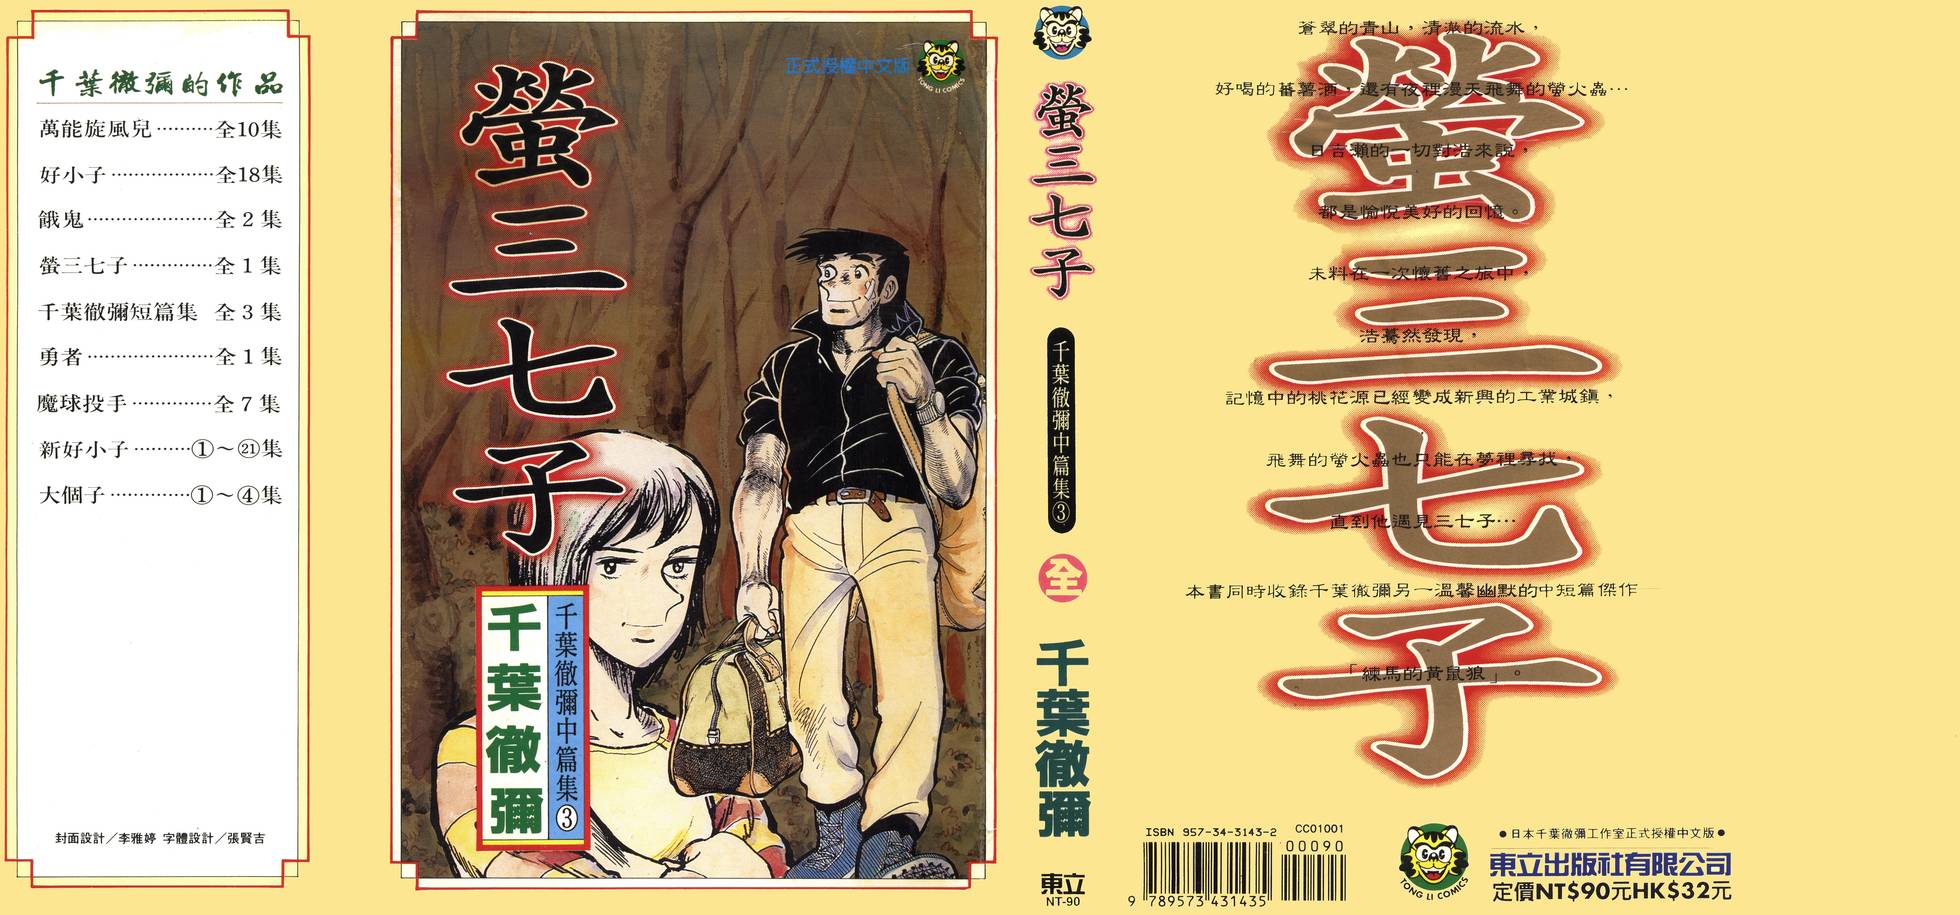 千葉徹彌的作品
萬能旋風兒………全10集
好小子………………全18集
餓鬼…………………全 2 集
螢三七子…………全 1 集
千葉徹彌短篇集 全 3 集
勇者…………………全 1 集
魔球投手…………全 7 集
新好小子………①～㉑集
大個子…………①～④集
封面設計／李雅婷 字體設計／張賢吉
正式授權中文版
TONG LI COMICS
螢三七子
千葉徹彌中篇集③
千葉徹彌
螢三七子
千葉徹彌中篇集③
全
千葉徹彌
東立
NT-90
螢三七子
蒼翠的青山，清澈的流水，
好喝的蕃薯酒，還有夜裡漫天飛舞的螢火蟲…
日吉瀨的一切對浩來說，
都是愉悅美好的回憶。
未料在一次懷舊之旅中，
浩驀然發現，
記憶中的桃花源已經變成新興的工業城鎮，
飛舞的螢火蟲也只能在夢裡尋找，
直到他遇見三七子…
本書同時收錄千葉徹彌另一溫馨幽默的中短篇傑作——
「練馬的黃鼠狼」。
ISBN 957-34-3143-2 CC01001
00090
9 789573 431435
TONG LI COMICS
●日本千葉徹彌工作室正式授權中文版●
東立出版社有限公司
定價NT$90元HK$32元